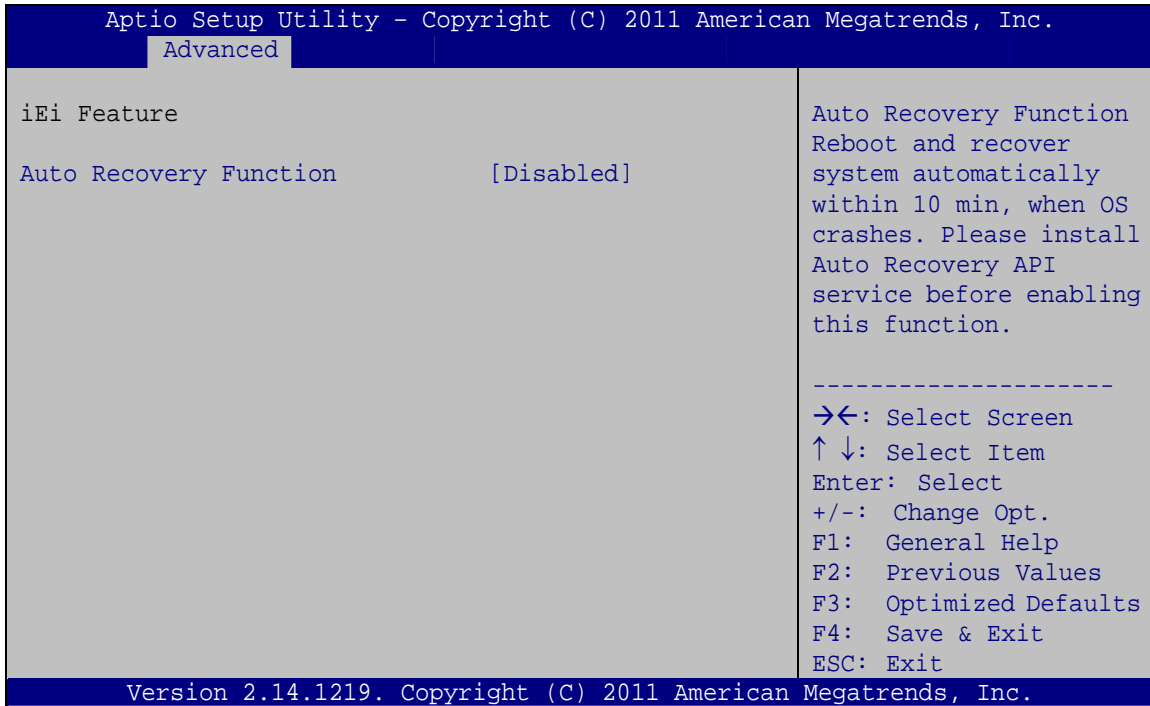 Aptio Setup Utility – Copyright (C) 2011 American Megatrends, Inc.
Advanced
iEi Feature
Auto Recovery Function [Disabled]
Auto Recovery Function
Reboot and recover
system automatically
within 10 min, when OS
crashes. Please install
Auto Recovery API
service before enabling
this function.
---------------------
→←: Select Screen
↑ ↓: Select Item
Enter: Select
+/-: Change Opt.
F1: General Help
F2: Previous Values
F3: Optimized Defaults
F4: Save & Exit
ESC: Exit
Version 2.14.1219. Copyright (C) 2011 American Megatrends, Inc.